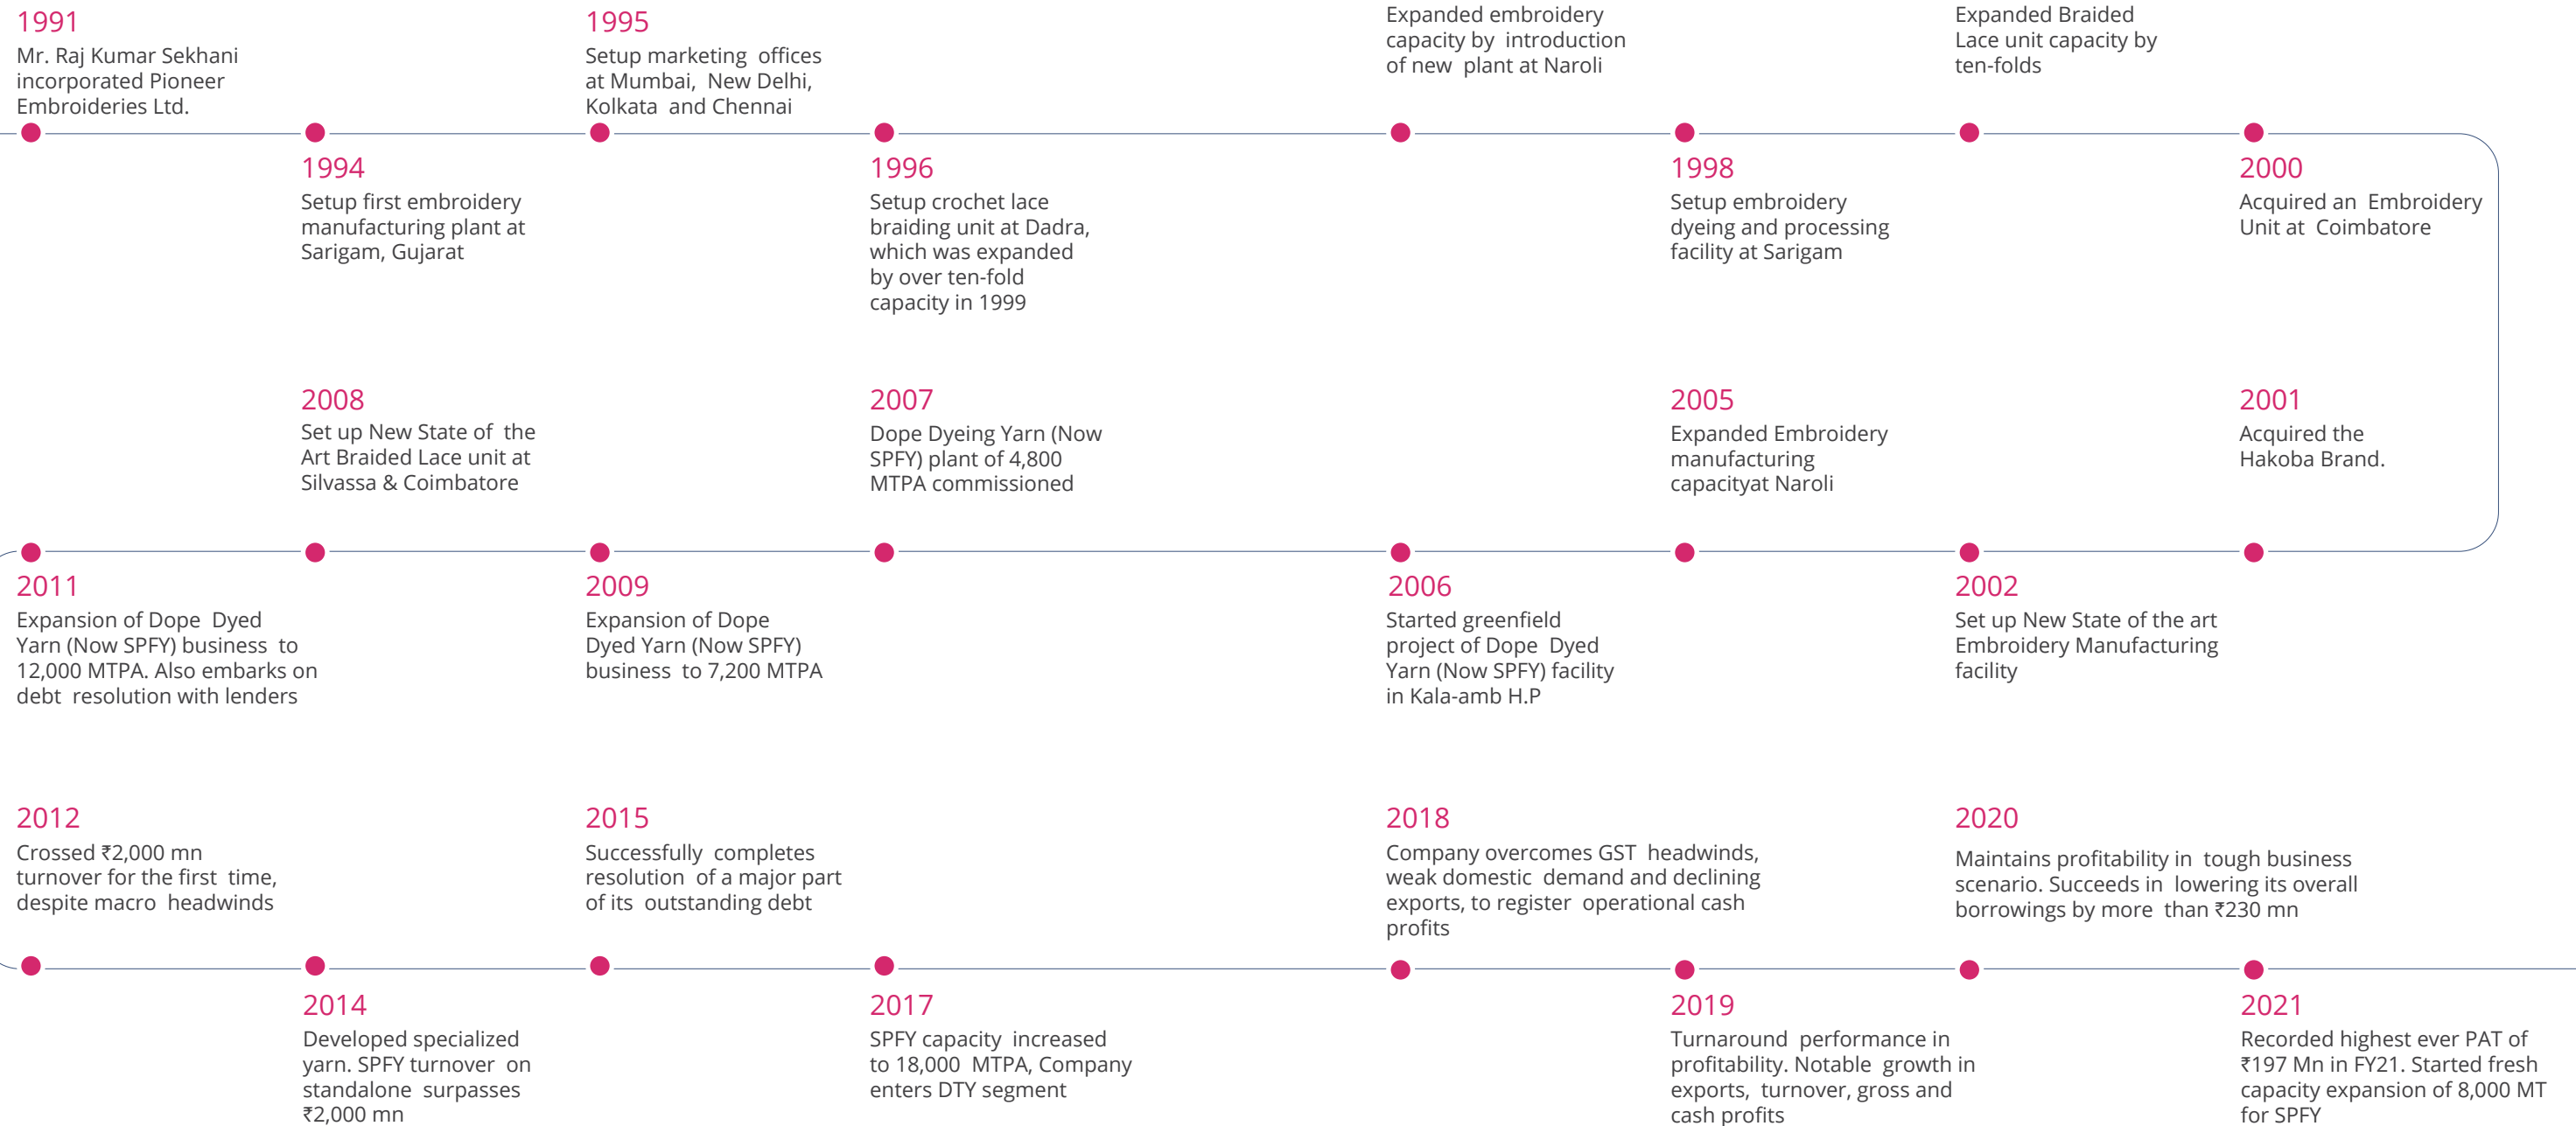 1991
Mr. Raj Kumar Sekhani
incorporated Pioneer
Embroideries Ltd.
1994
Setup first embroidery
manufacturing plant at
Sarigam, Gujarat
1995
Setup marketing offices
at Mumbai, New Delhi,
Kolkata and Chennai
1996
Setup crochet lace
braiding unit at Dadra,
which was expanded
by over ten-fold
capacity in 1999
Expanded embroidery
capacity by introduction
of new plant at Naroli
1998
Setup embroidery
dyeing and processing
facility at Sarigam
Expanded Braided
Lace unit capacity by
ten-folds
2000
Acquired an Embroidery
Unit at Coimbatore
2001
Acquired the
Hakoba Brand.
2002
Set up New State of the art
Embroidery Manufacturing
facility
2005
Expanded Embroidery
manufacturing
capacityat Naroli
2006
Started greenfield
project of Dope Dyed
Yarn (Now SPFY) facility
in Kala-amb H.P
2007
Dope Dyeing Yarn (Now
SPFY) plant of 4,800
MTPA commissioned
2009
Expansion of Dope
Dyed Yarn (Now SPFY)
business to 7,200 MTPA
2008
Set up New State of the
Art Braided Lace unit at
Silvassa & Coimbatore
2011
Expansion of Dope Dyed
Yarn (Now SPFY) business to
12,000 MTPA. Also embarks on
debt resolution with lenders
2012
Crossed ₹2,000 mn
turnover for the first time,
despite macro headwinds
2014
Developed specialized
yarn. SPFY turnover on
standalone surpasses
₹2,000 mn
2015
Successfully completes
resolution of a major part
of its outstanding debt
2017
SPFY capacity increased
to 18,000 MTPA, Company
enters DTY segment
2018
Company overcomes GST headwinds,
weak domestic demand and declining
exports, to register operational cash
profits
2019
Turnaround performance in
profitability. Notable growth in
exports, turnover, gross and
cash profits
2020
Maintains profitability in tough business
scenario. Succeeds in lowering its overall
borrowings by more than ₹230 mn
2021
Recorded highest ever PAT of
₹197 Mn in FY21. Started fresh
capacity expansion of 8,000 MT
for SPFY